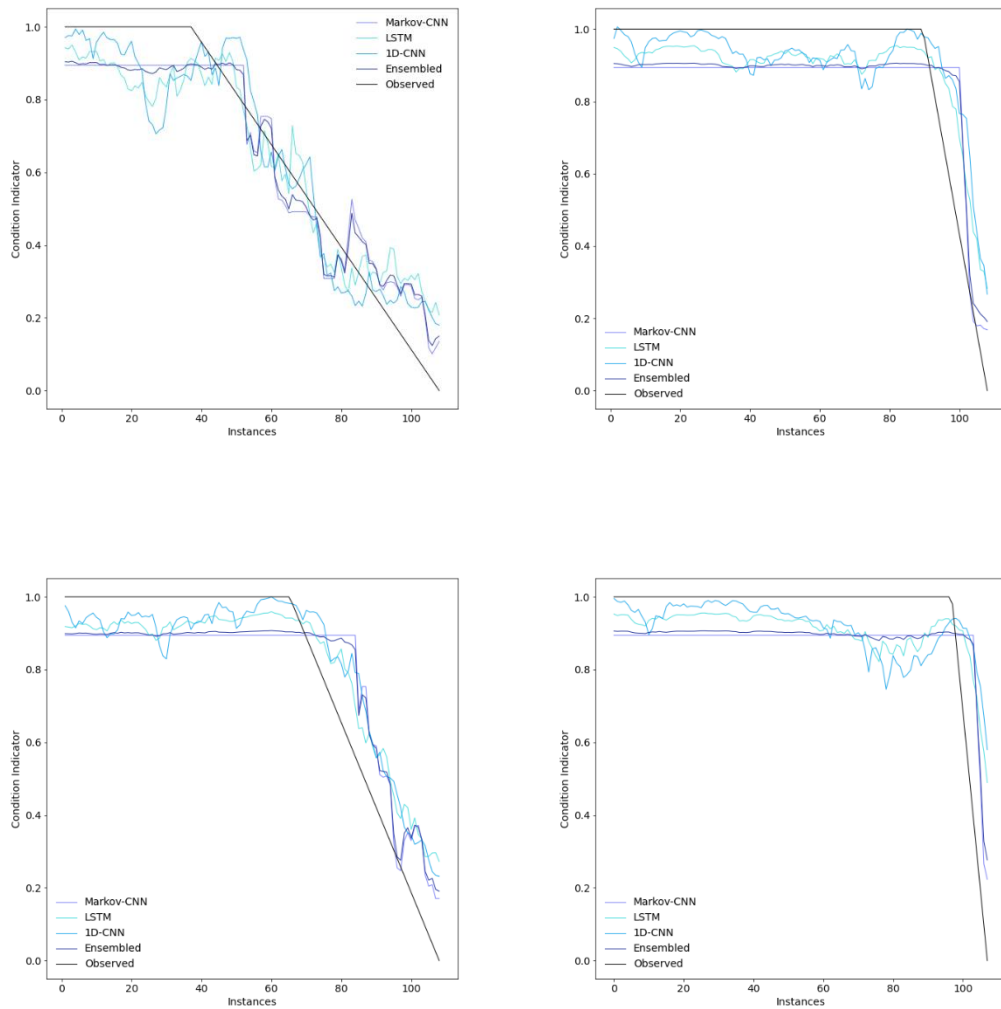 1.0
0.8
0.6
0.4
0.2
0.0
Condition Indicator
0 20 40 60 80 100
Instances
Markov-CNN
LSTM
1D-CNN
Ensembled
Observed
1.0
0.8
0.6
0.4
0.2
0.0
Condition Indicator
Markov-CNN
LSTM
1D-CNN
Ensembled
Observed
0 20 40 60 80 100
Instances
1.0
0.8
0.6
0.4
0.2
0.0
Condition Indicator
Markov-CNN
LSTM
1D-CNN
Ensembled
Observed
0 20 40 60 80 100
Instances
1.0
0.8
0.6
0.4
0.2
0.0
Condition Indicator
Markov-CNN
LSTM
1D-CNN
Ensembled
Observed
0 20 40 60 80 100
Instances